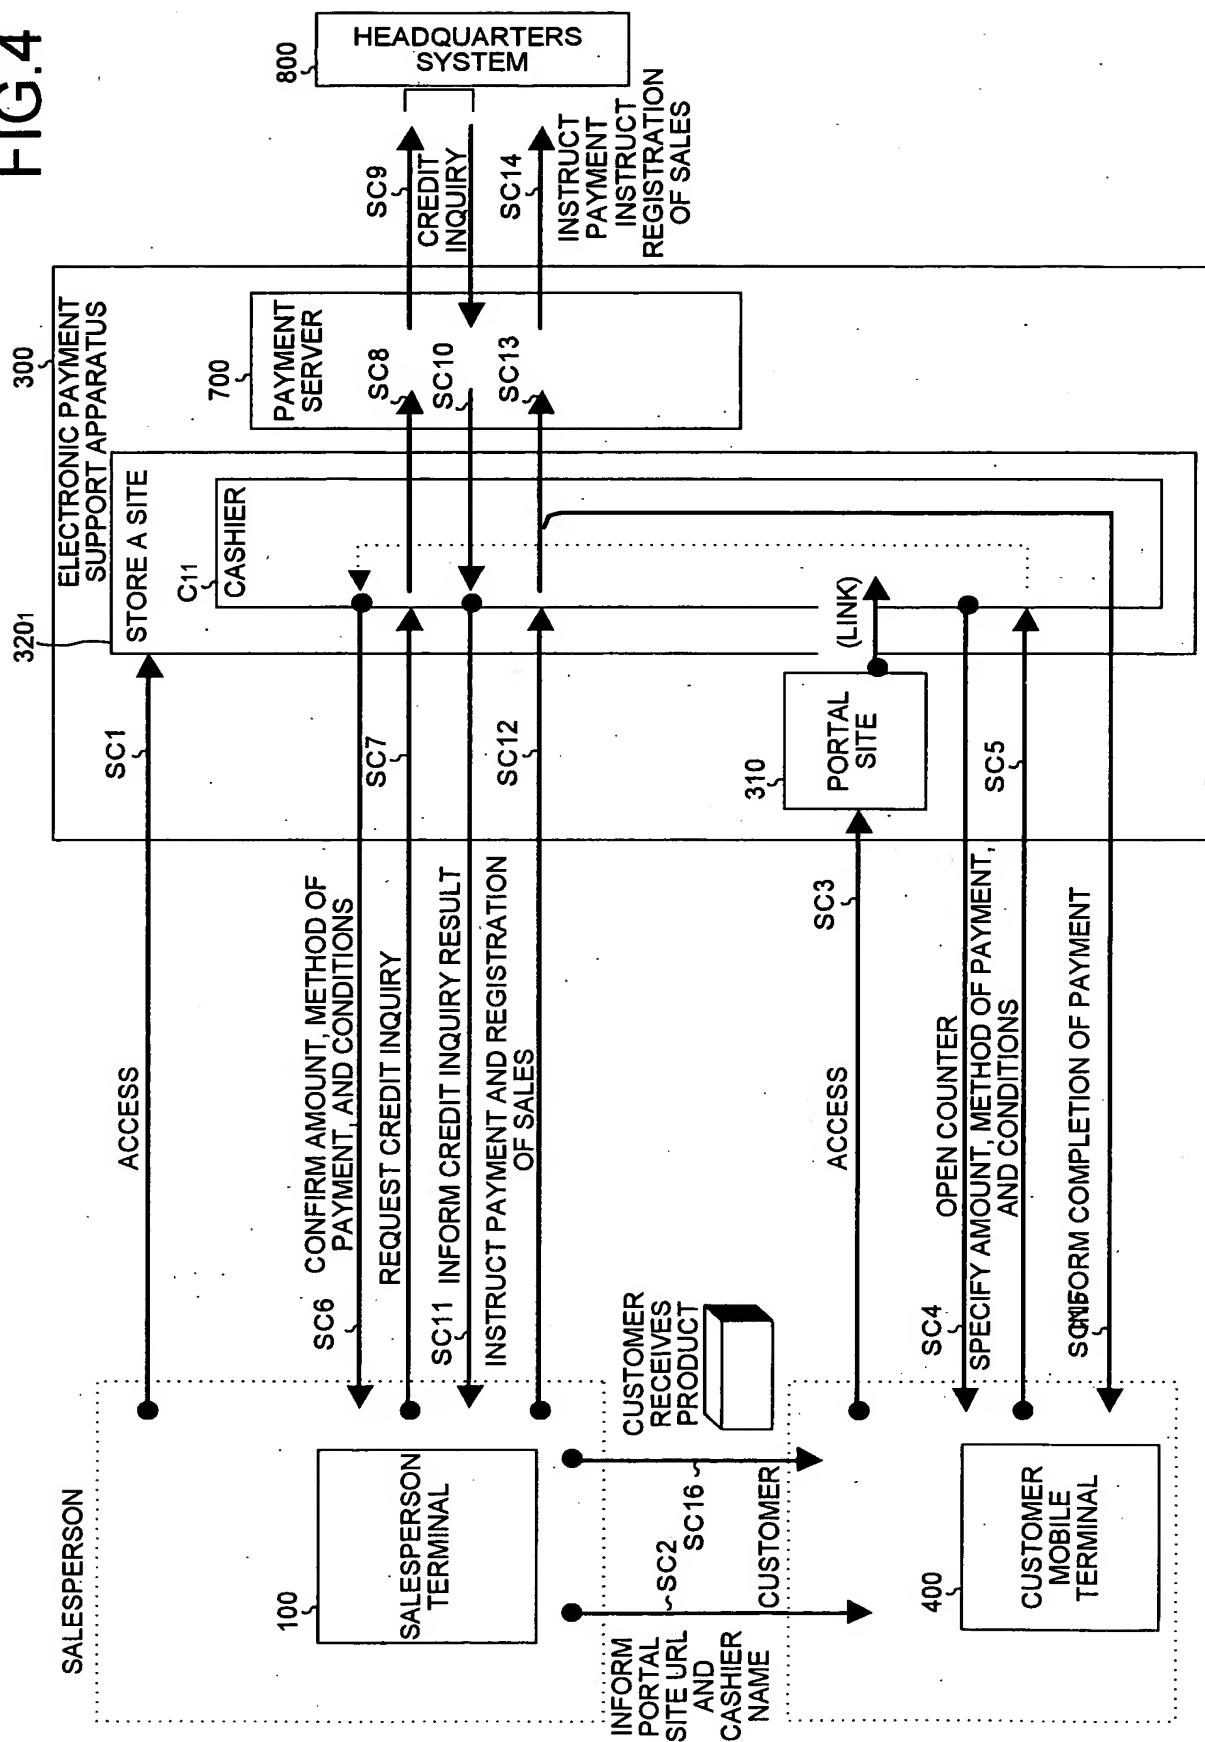 FIG.4
800
HEADQUARTERS
SYSTEM
SC9
CREDIT
INQUIRY
SC14
INSTRUCT
PAYMENT
INSTRUCT
REGISTRATION
OF SALES
300
ELECTRONIC PAYMENT
SUPPORT APPARATUS
700
PAYMENT
SERVER
SC8
SC10
SC13
3201
STORE A SITE
C11
CASHIER
(LINK)
310
PORTAL
SITE
SC1
ACCESS
SC6
CONFIRM AMOUNT, METHOD OF
PAYMENT, AND CONDITIONS
SC7
REQUEST CREDIT INQUIRY
SC11
INFORM CREDIT INQUIRY RESULT
SC12
INSTRUCT PAYMENT AND REGISTRATION
OF SALES
SC3
ACCESS
SC4
OPEN COUNTER
SC5
SPECIFY AMOUNT, METHOD OF PAYMENT,
AND CONDITIONS
INFORM COMPLETION OF PAYMENT
SALESPERSON
100
SALESPERSON
TERMINAL
CUSTOMER
RECEIVES
PRODUCT
SC16
SC2
INFORM
PORTAL
SITE URL
AND
CASHIER
NAME
CUSTOMER
400
CUSTOMER
MOBILE
TERMINAL